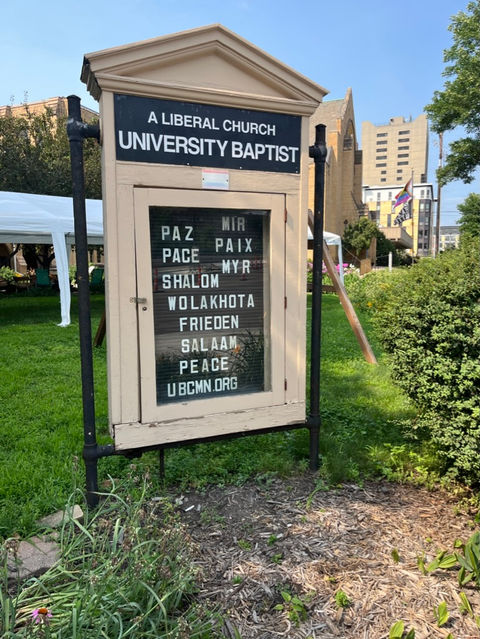 A LIBERAL CHURCH
UNIVERSITY BAPTIST
PAZ MIR
PACE PAIX
SHALOM MYR
WOLAKHOTA
FRIEDEN
SALAAM
PEACE
UBCMN.ORG